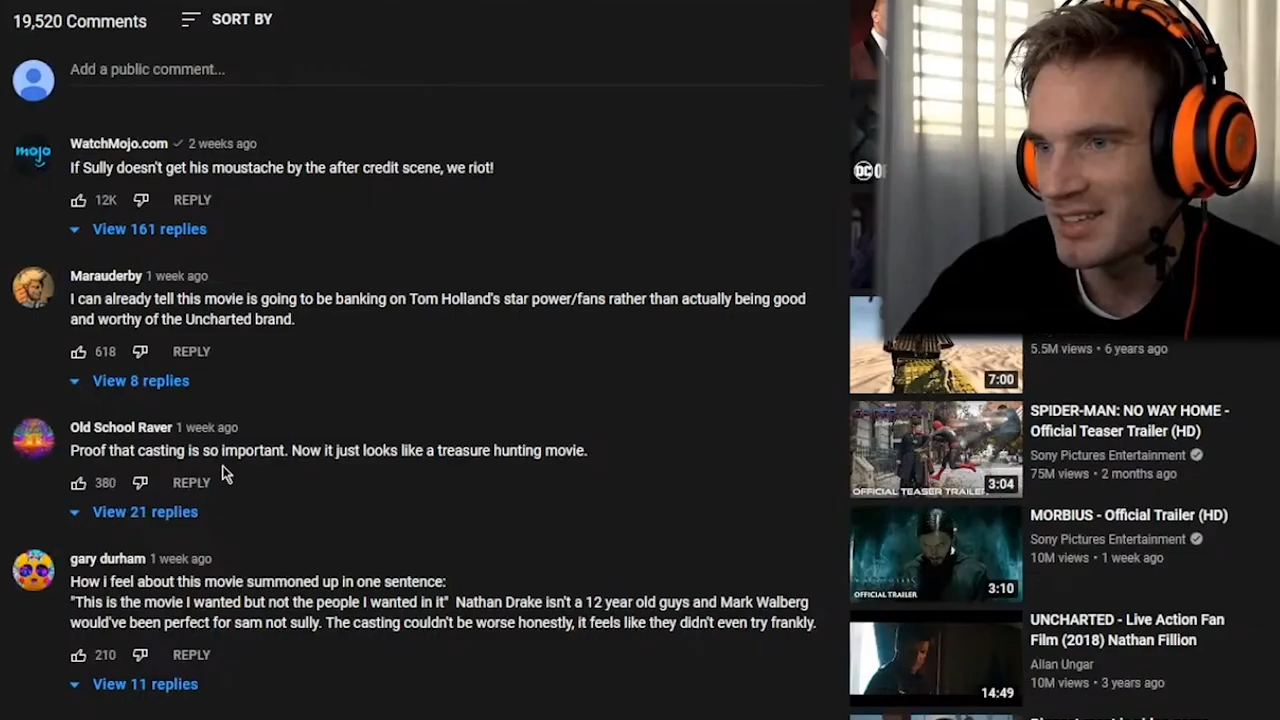 19,520 Comments
SORT BY
Add a public comment...
mojo
WatchMojo.com 2 weeks ago
If Sully doesn't get his moustache by the after credit scene, we riot!
12K REPLY
View 161 replies
Marauderby 1 week ago
I can already tell this movie is going to be banking on Tom Holland's star power/fans rather than actually being good
and worthy of the Uncharted brand.
618 REPLY
View 8 replies
Old School Raver 1 week ago
Proof that casting is so important. Now it just looks like a treasure hunting movie.
380 REPLY
View 21 replies
gary durham 1 week ago
How i feel about this movie summoned up in one sentence:
"This is the movie I wanted but not the people I wanted in it" Nathan Drake isn't a 12 year old guys and Mark Walberg
would've been perfect for sam not sully. The casting couldn't be worse honestly, it feels like they didn't even try frankly.
210 REPLY
View 11 replies
DC
5.5M views • 6 years ago
7:00
SPIDER-MAN: NO WAY HOME -
Official Teaser Trailer (HD)
Sony Pictures Entertainment
75M views • 2 months ago
3:04
OFFICIAL TEASER TRAILER
MORBIUS - Official Trailer (HD)
Sony Pictures Entertainment
10M views • 1 week ago
3:10
OFFICIAL TRAILER
UNCHARTED - Live Action Fan
Film (2018) Nathan Fillion
Allan Ungar
10M views • 3 years ago
14:49